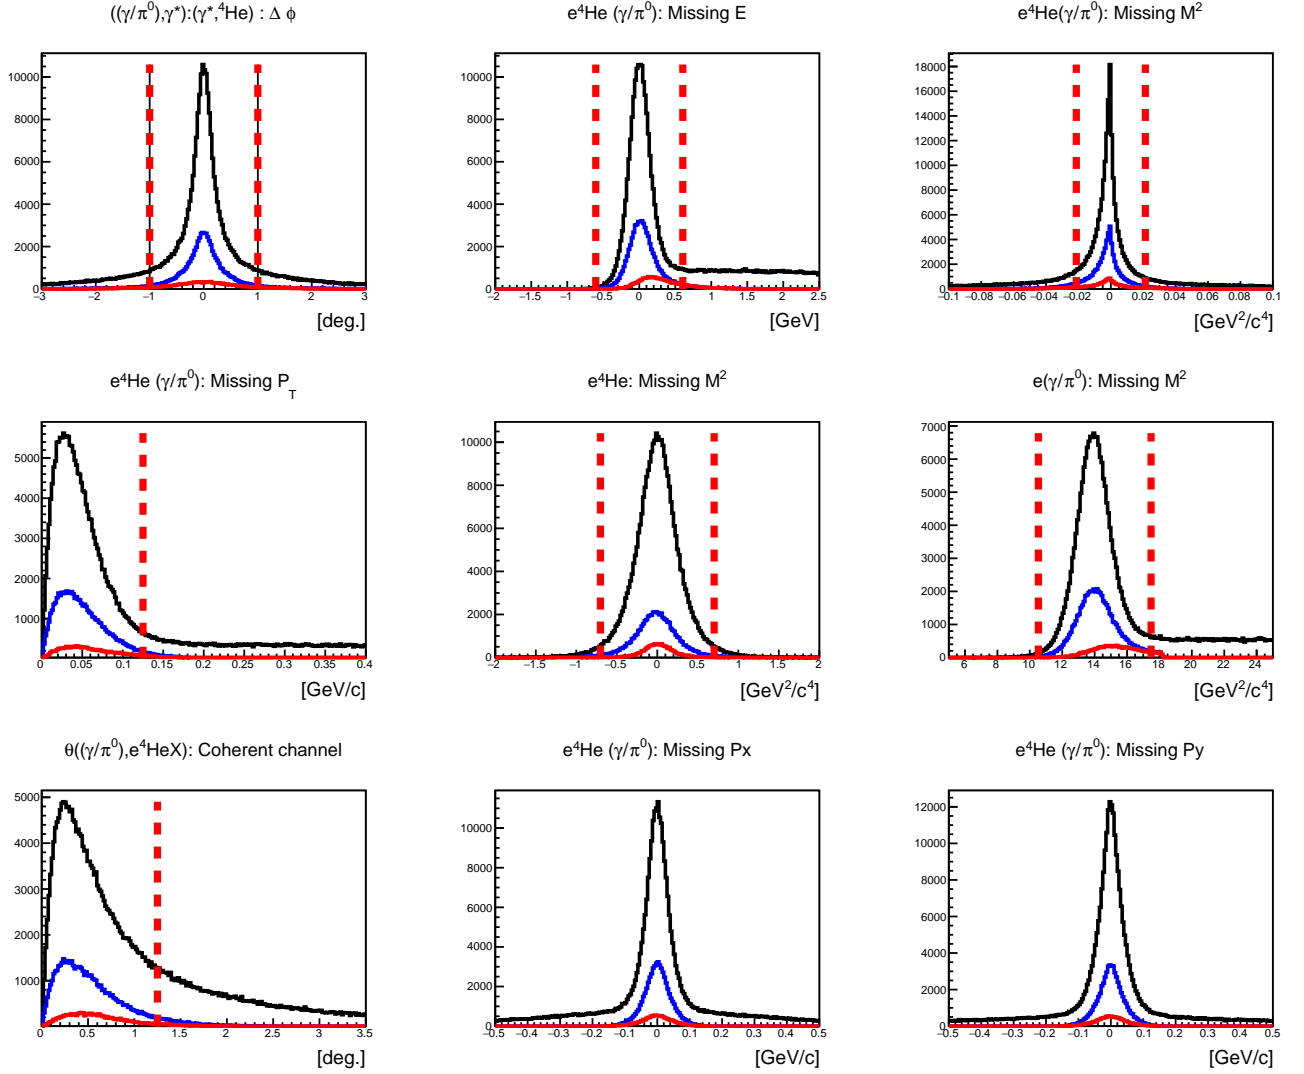 ((γ/π⁰),γ*):(γ*,⁴He) : Δ ϕ
e⁴He (γ/π⁰): Missing E
e⁴He(γ/π⁰): Missing M²
10000
8000
6000
4000
2000
0
−3 −2 −1 0 1 2 3
[deg.]
10000
8000
6000
4000
2000
0
−2 −1.5 −1 −0.5 0 0.5 1 1.5 2 2.5
[GeV]
18000
16000
14000
12000
10000
8000
6000
4000
2000
0
−0.1 −0.08 −0.06 −0.04 −0.02 0 0.02 0.04 0.06 0.08 0.1
[GeV²/c⁴]
e⁴He (γ/π⁰): Missing P_T
e⁴He: Missing M²
e(γ/π⁰): Missing M²
5000
4000
3000
2000
1000
0 0.05 0.1 0.15 0.2 0.25 0.3 0.35 0.4
[GeV/c]
10000
8000
6000
4000
2000
0
−2 −1.5 −1 −0.5 0 0.5 1 1.5 2
[GeV²/c⁴]
7000
6000
5000
4000
3000
2000
1000
0
6 8 10 12 14 16 18 20 22 24
[GeV²/c⁴]
θ((γ/π⁰),e⁴HeX): Coherent channel
e⁴He (γ/π⁰): Missing Px
e⁴He (γ/π⁰): Missing Py
5000
4000
3000
2000
1000
0
0 0.5 1 1.5 2 2.5 3 3.5
[deg.]
10000
8000
6000
4000
2000
0
−0.5 −0.4 −0.3 −0.2 −0.1 0 0.1 0.2 0.3 0.4 0.5
[GeV/c]
12000
10000
8000
6000
4000
2000
0
−0.5 −0.4 −0.3 −0.2 −0.1 0 0.1 0.2 0.3 0.4 0.5
[GeV/c]